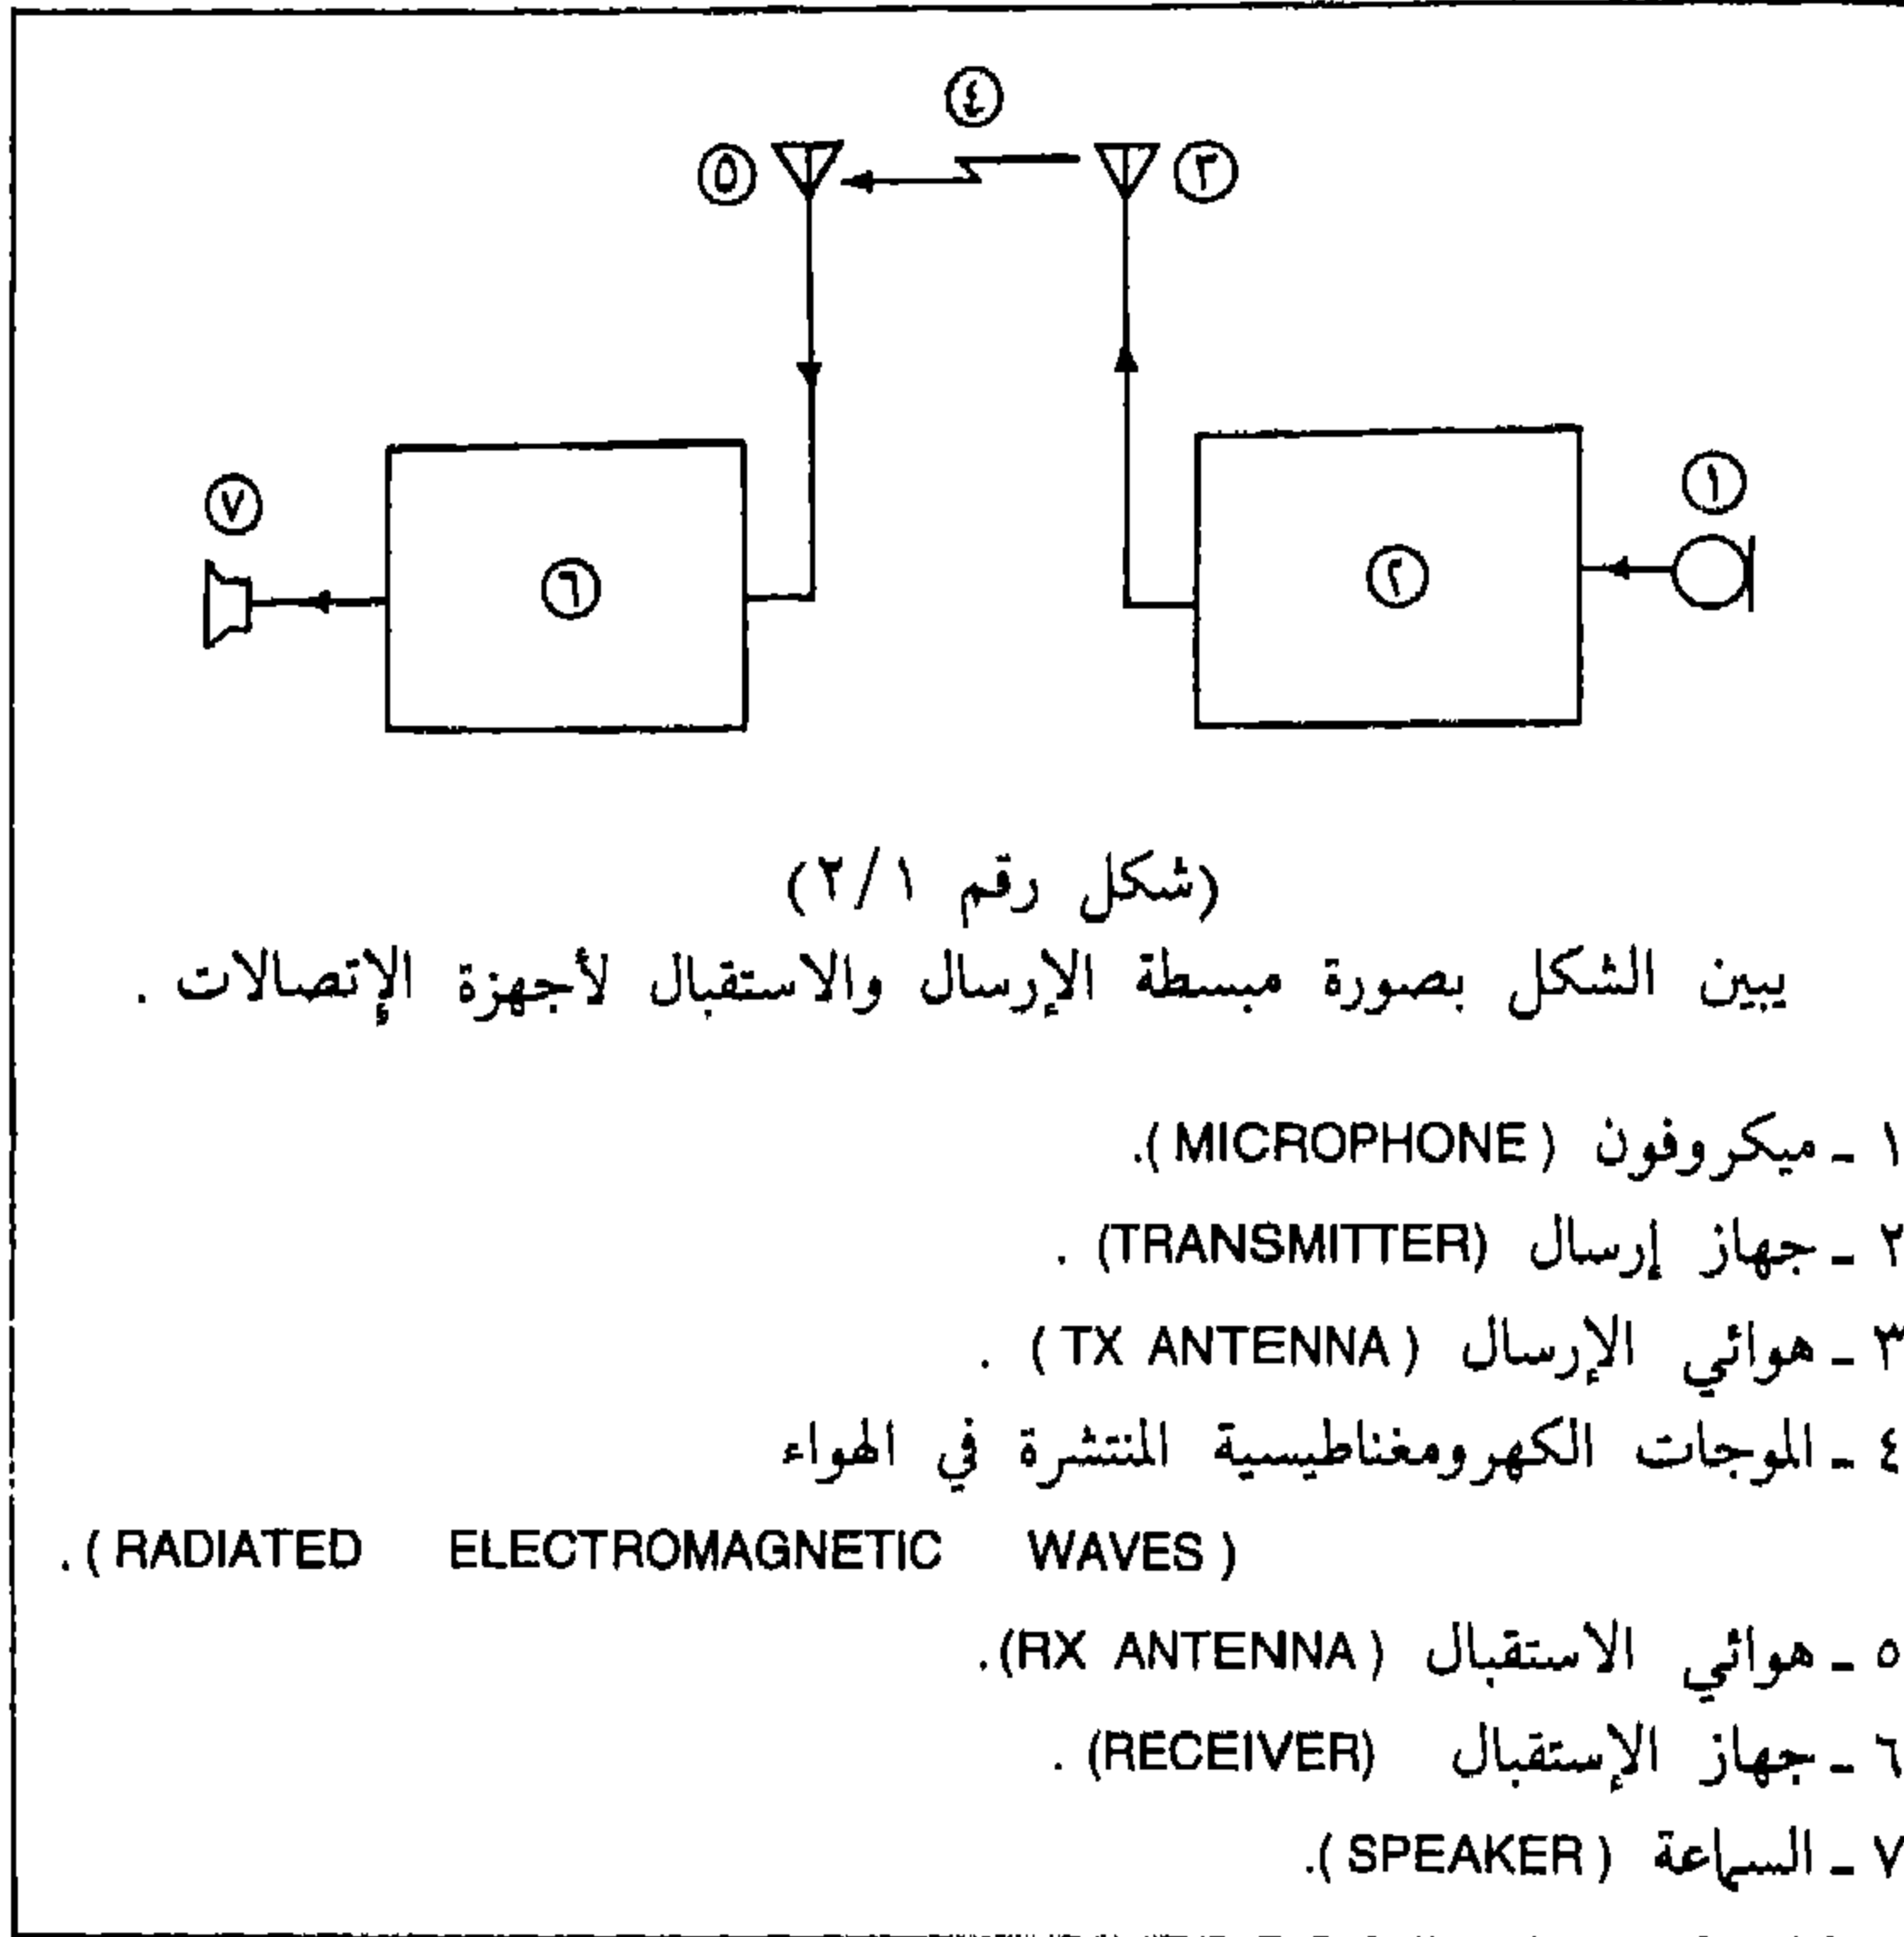 ٤
٥
٣
٧
١
٦
٢
(شكل رقم ٢/١)
يبين الشكل بصورة مبسطة الإرسال والاستقبال لأجهزة الإتصالات .
١ ـ ميكروفون (MICROPHONE).
٢ ـ جهاز إرسال (TRANSMITTER) .
٣ ـ هوائي الإرسال (TX ANTENNA) .
٤ ـ الموجات الكهرومغناطيسية المنتشرة في الهواء
(RADIATED ELECTROMAGNETIC WAVES).
٥ ـ هوائي الاستقبال (RX ANTENNA).
٦ ـ جهاز الإستقبال (RECEIVER) .
٧ ـ السماعة (SPEAKER).